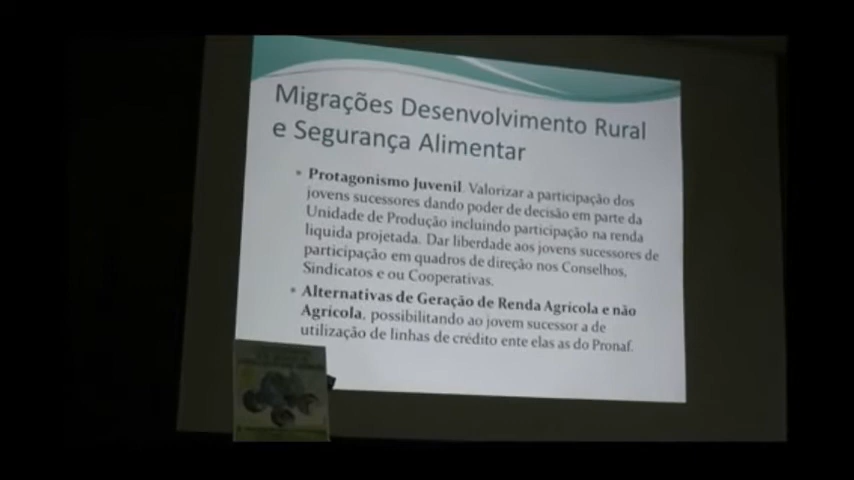 Migrações Desenvolvimento Rural
e Segurança Alimentar
• Protagonismo Juvenil. Valorizar a participação dos
jovens sucessores dando poder de decisão em parte da
Unidade de Produção incluindo participação na renda
liquida projetada. Dar liberdade aos jovens sucessores de
participação em quadros de direção nos Conselhos,
Sindicatos e ou Cooperativas.
• Alternativas de Geração de Renda Agrícola e não
Agrícola, possibilitando ao jovem sucessor a de
utilização de linhas de crédito ente elas as do Pronaf.